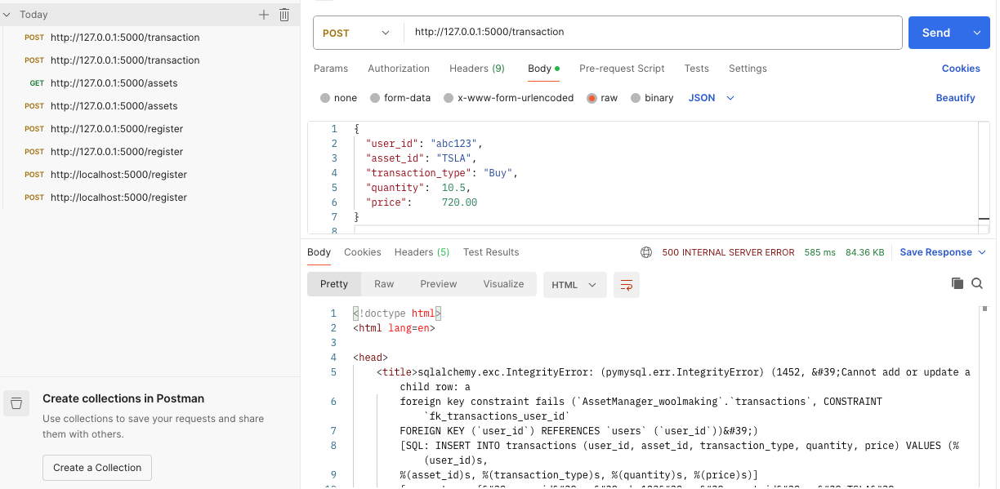 Today
POST http://127.0.0.1:5000/transaction
POST http://127.0.0.1:5000/transaction
GET http://127.0.0.1:5000/assets
POST http://127.0.0.1:5000/assets
POST http://127.0.0.1:5000/register
POST http://127.0.0.1:5000/register
POST http://localhost:5000/register
POST http://localhost:5000/register
Create collections in Postman
Use collections to save your requests and share
them with others.
Create a Collection
POST http://127.0.0.1:5000/transaction Send
Params Authorization Headers (9) Body Pre-request Script Tests Settings Cookies
none form-data x-www-form-urlencoded raw binary JSON Beautify
1 {
2 "user_id": "abc123",
3 "asset_id": "TSLA",
4 "transaction_type": "Buy",
5 "quantity": 10.5,
6 "price": 720.00
7 }
8
Body Cookies Headers (5) Test Results 500 INTERNAL SERVER ERROR 585 ms 84.36 KB Save Response
Pretty Raw Preview Visualize HTML
1 <!doctype html>
2 <html lang=en>
3
4 <head>
5 <title>sqlalchemy.exc.IntegrityError: (pymysql.err.IntegrityError) (1452, &#39;Cannot add or update a
child row: a
6 foreign key constraint fails (`AssetManager_woolmaking`.`transactions`, CONSTRAINT
`fk_transactions_user_id`
7 FOREIGN KEY (`user_id`) REFERENCES `users` (`user_id`))&#39;)
8 [SQL: INSERT INTO transactions (user_id, asset_id, transaction_type, quantity, price) VALUES (%
(user_id)s,
9 %(asset_id)s, %(transaction_type)s, %(quantity)s, %(price)s)]